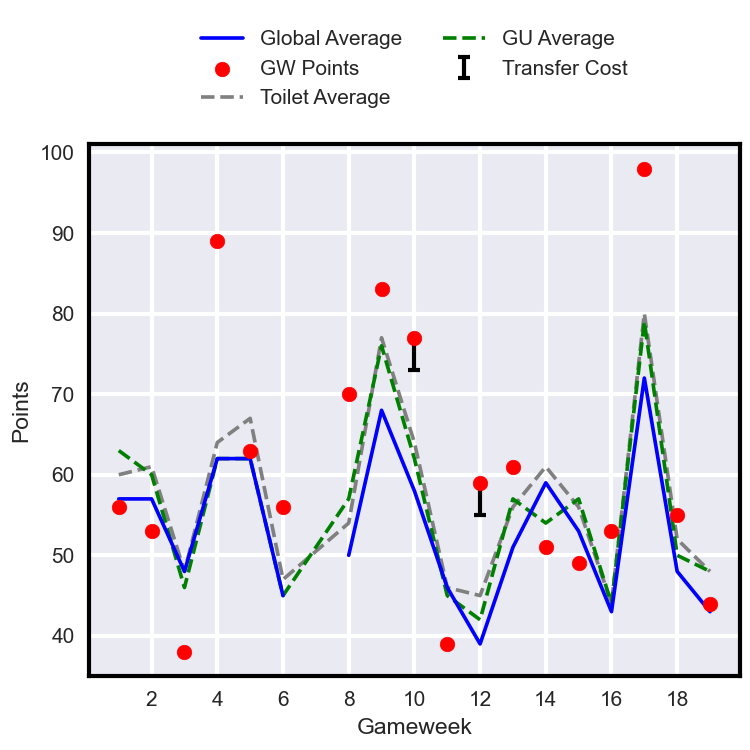 Global Average
GW Points
Toilet Average
GU Average
Transfer Cost
100
90
80
70
60
50
40
Points
2 4 6 8 10 12 14 16 18
Gameweek